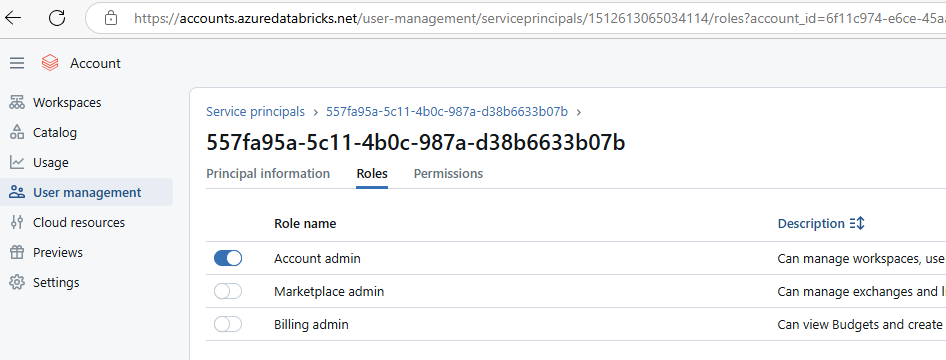 https://accounts.azuredatabricks.net/user-management/serviceprincipals/1512613065034114/roles?account_id=6f11c974-e6ce-45a
Account
Workspaces
Catalog
Usage
User management
Cloud resources
Previews
Settings
Service principals > 557fa95a-5c11-4b0c-987a-d38b6633b07b >
557fa95a-5c11-4b0c-987a-d38b6633b07b
Principal information Roles Permissions
Role name Description
Account admin Can manage workspaces, use
Marketplace admin Can manage exchanges and
Billing admin Can view Budgets and create